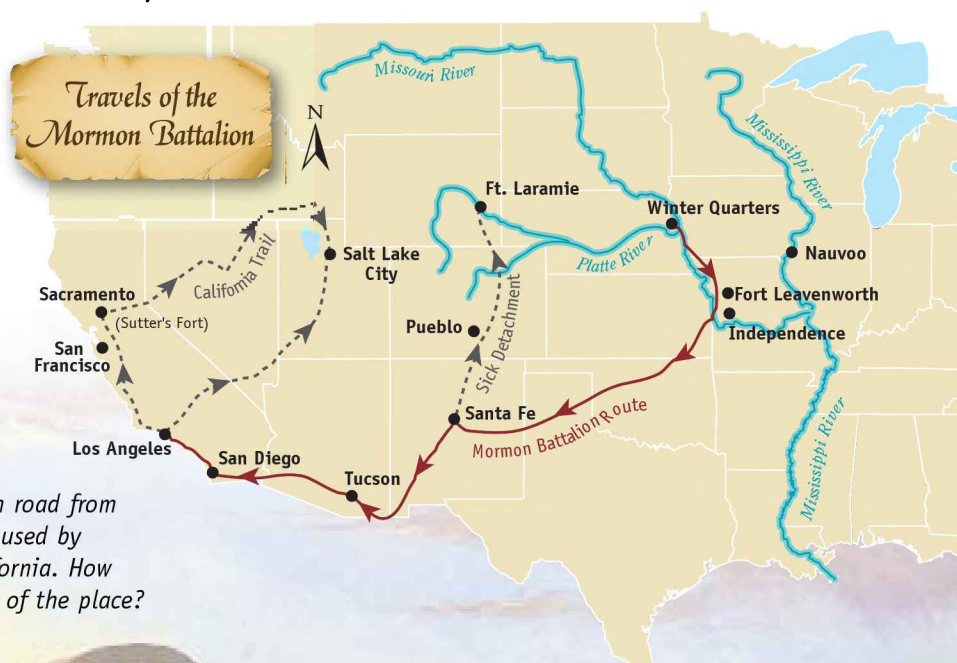 Travels of the
Mormon Battalion
N
Missouri River
Mississippi River
Ft. Laramie
Winter Quarters
Platte River
Nauvoo
Salt Lake
City
California Trail
Sacramento
(Sutter's Fort)
San
Francisco
Pueblo
Sick Detachment
Fort Leavenworth
Independence
Santa Fe
Mormon Battalion Route
Los Angeles
San Diego
Tucson
Mississippi River
road from
used by
How
of the place?